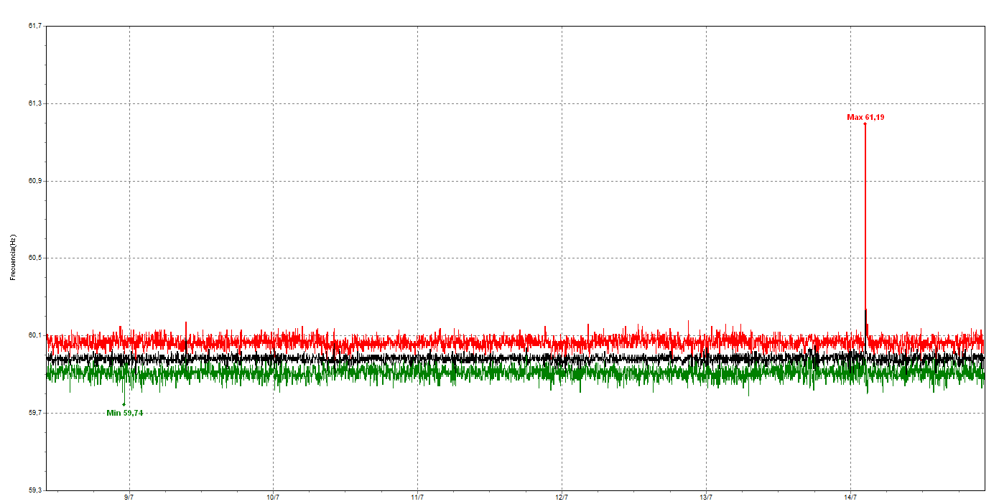 61,7
61,3
Max 61,19
60,9
60,5
Frecuencia(Hz)
60,1
59,7
Min 59,74
59,3
9/7 10/7 11/7 12/7 13/7 14/7